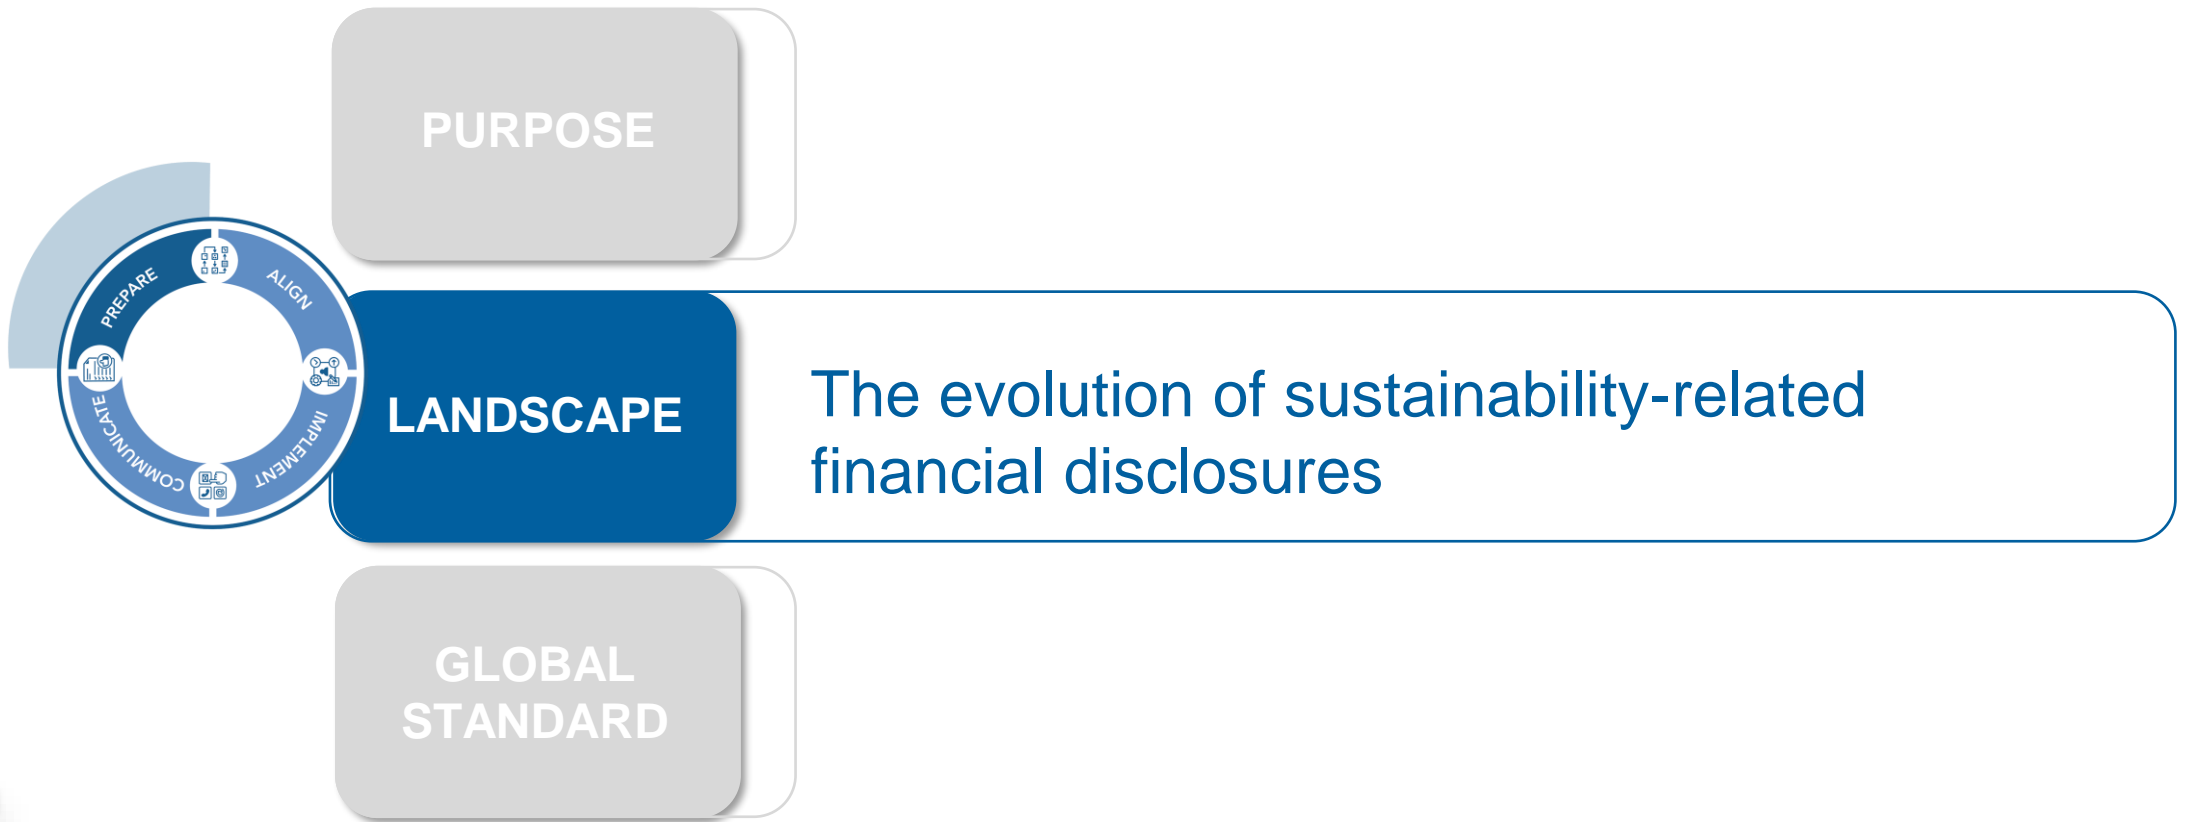 PURPOSE
PREPARE
ALIGN
IMPLEMENT
COMMUNICATE
LANDSCAPE
The evolution of sustainability-related
financial disclosures
GLOBAL
STANDARD